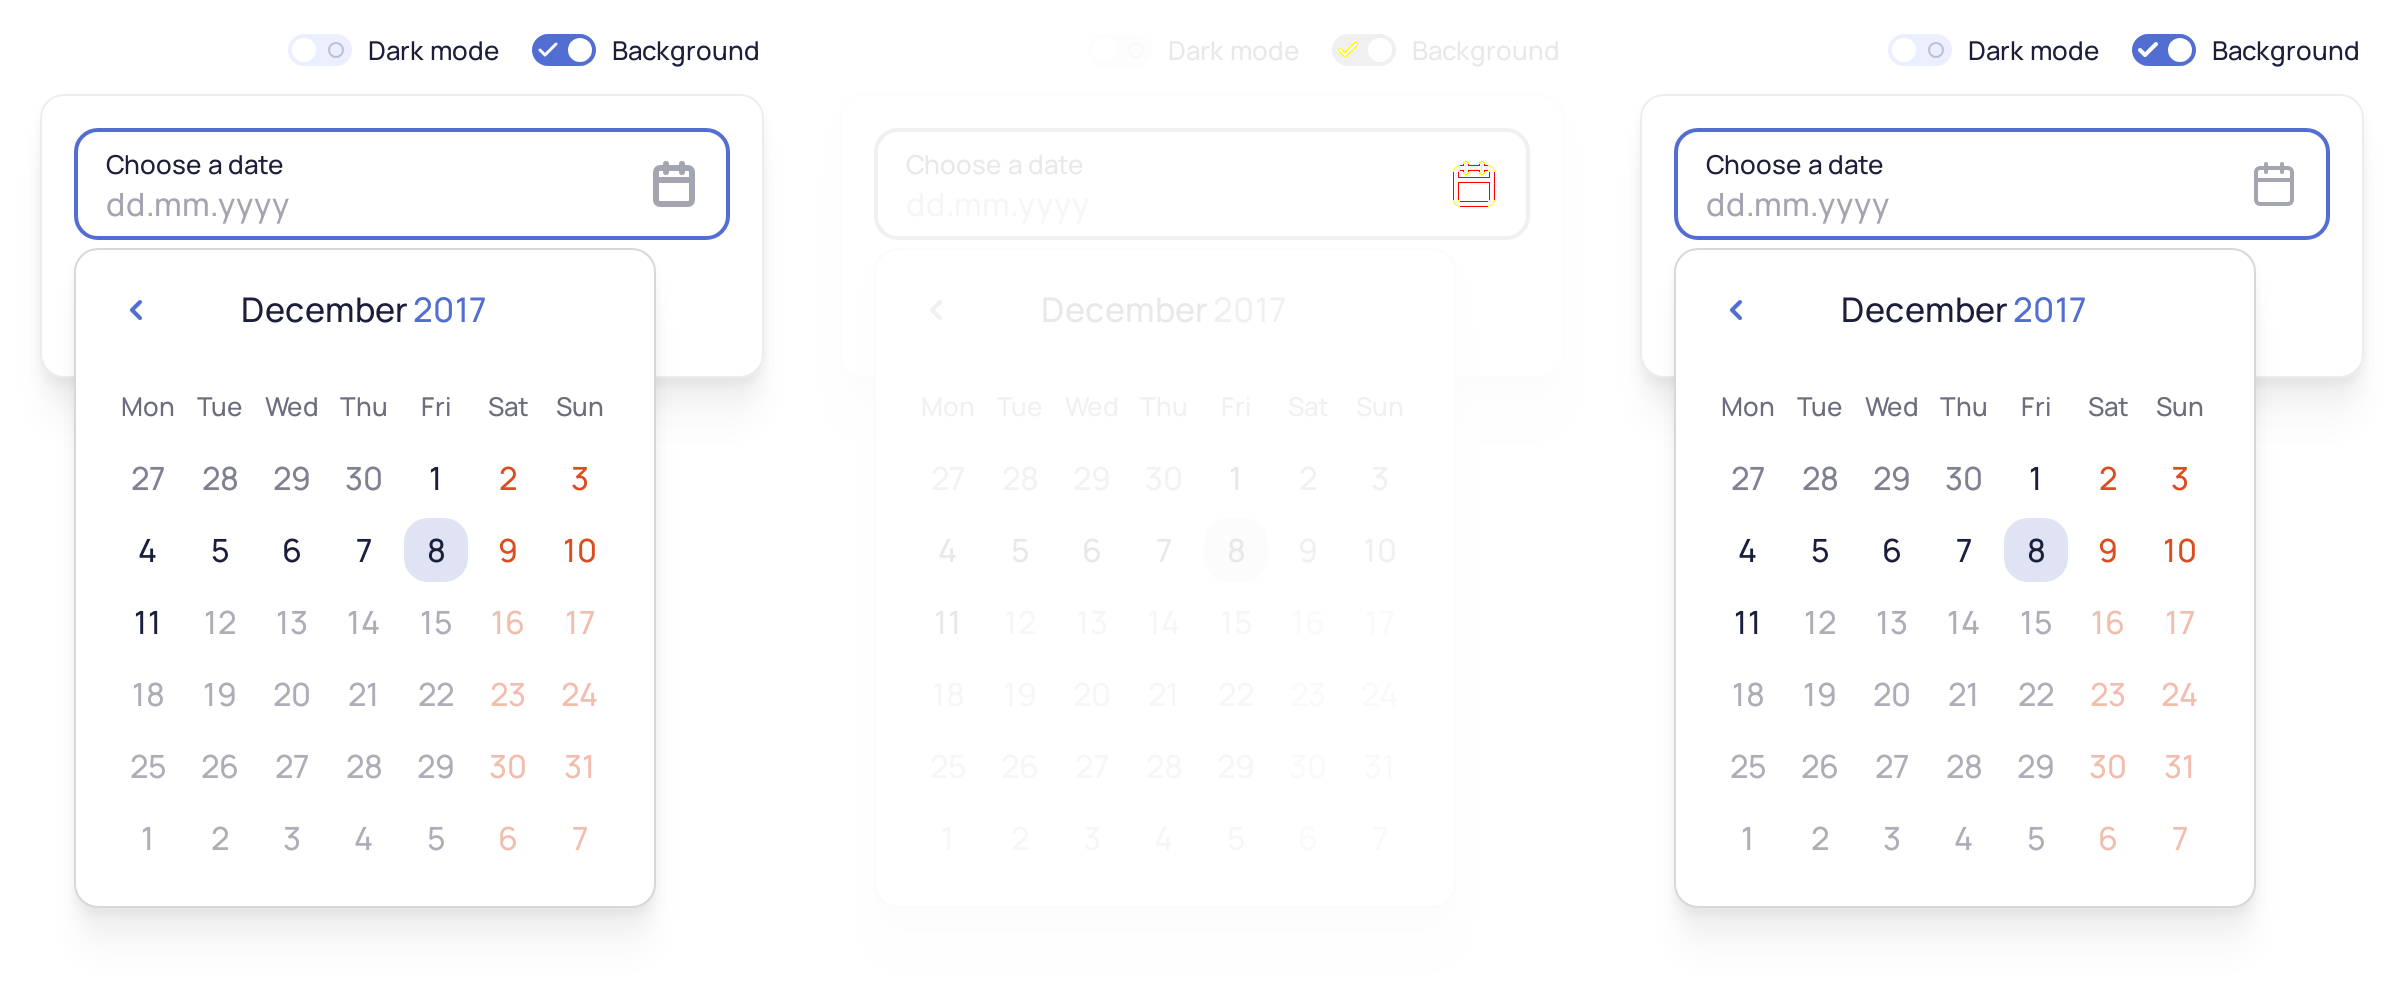 Dark mode Background
Choose a date
dd.mm.yyyy
December 2017
Mon Tue Wed Thu Fri Sat Sun
27 28 29 30 1 2 3
4 5 6 7 8 9 10
11 12 13 14 15 16 17
18 19 20 21 22 23 24
25 26 27 28 29 30 31
1 2 3 4 5 6 7
Dark mode Background
Choose a date
dd.mm.yyyy
December 2017
Mon Tue Wed Thu Fri Sat Sun
27 28 29 30 1 2 3
4 5 6 7 8 9 10
11 12 13 14 15 16 17
18 19 20 21 22 23 24
25 26 27 28 29 30 31
1 2 3 4 5 6 7
Dark mode Background
Choose a date
dd.mm.yyyy
December 2017
Mon Tue Wed Thu Fri Sat Sun
27 28 29 30 1 2 3
4 5 6 7 8 9 10
11 12 13 14 15 16 17
18 19 20 21 22 23 24
25 26 27 28 29 30 31
1 2 3 4 5 6 7